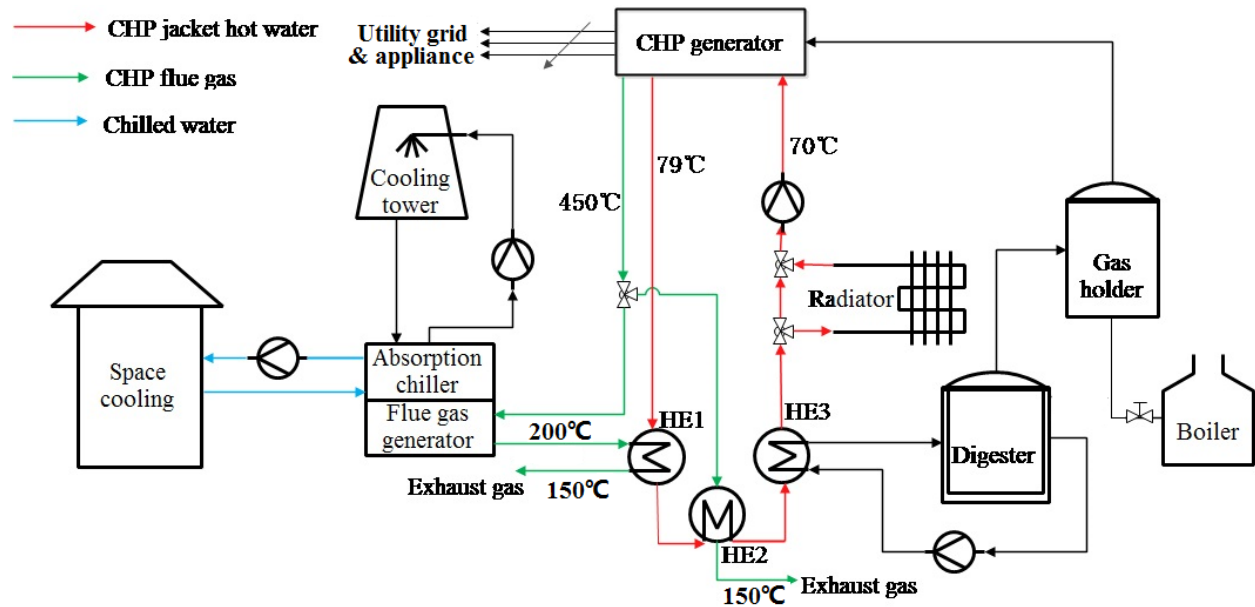 CHP jacket hot water
CHP flue gas
Chilled water
Utility grid
& appliance
CHP generator
Cooling
tower
79℃
70℃
450℃
Gas
holder
Radiator
Space
cooling
Absorption
chiller
Flue gas
generator
200℃
HE1
HE3
Exhaust gas
150℃
Digester
Boiler
HE2
150℃
Exhaust gas